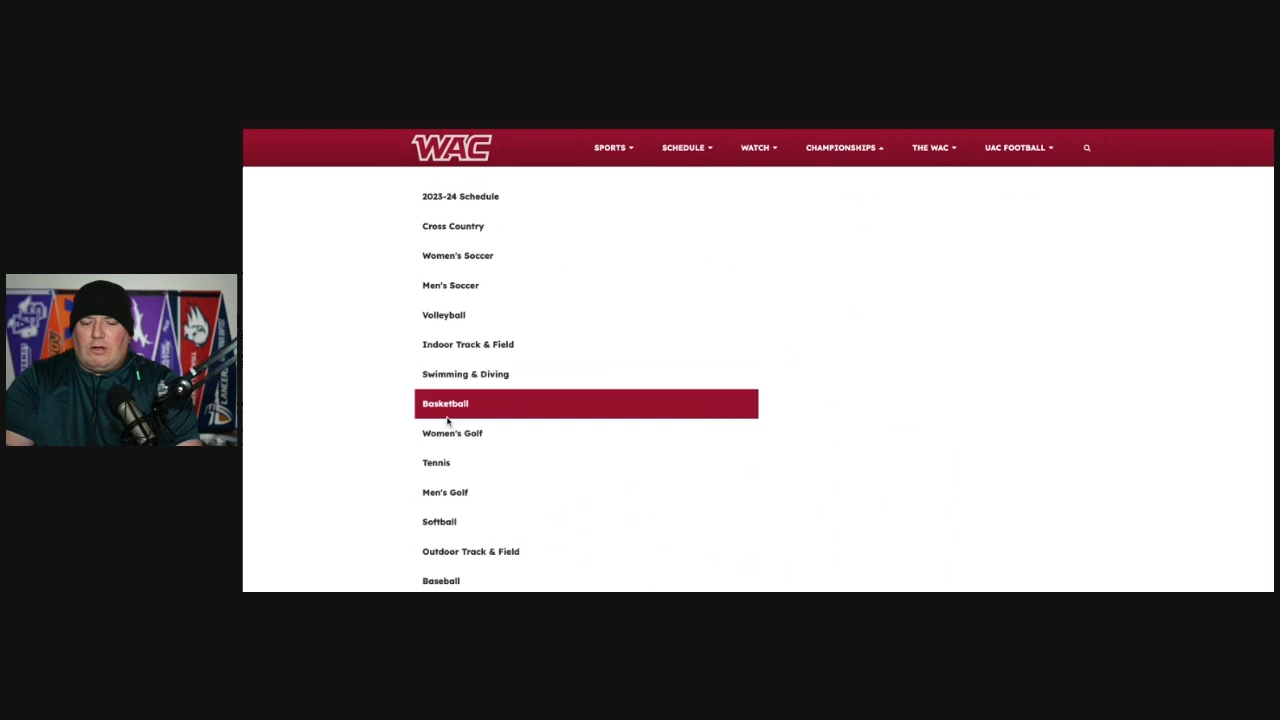 WAC
SPORTS
SCHEDULE
WATCH
CHAMPIONSHIPS
THE WAC
UAC FOOTBALL
2023-24 Schedule
Cross Country
Women's Soccer
Men's Soccer
Volleyball
Indoor Track & Field
Swimming & Diving
Basketball
Women's Golf
Tennis
Men's Golf
Softball
Outdoor Track & Field
Baseball
LANCERS